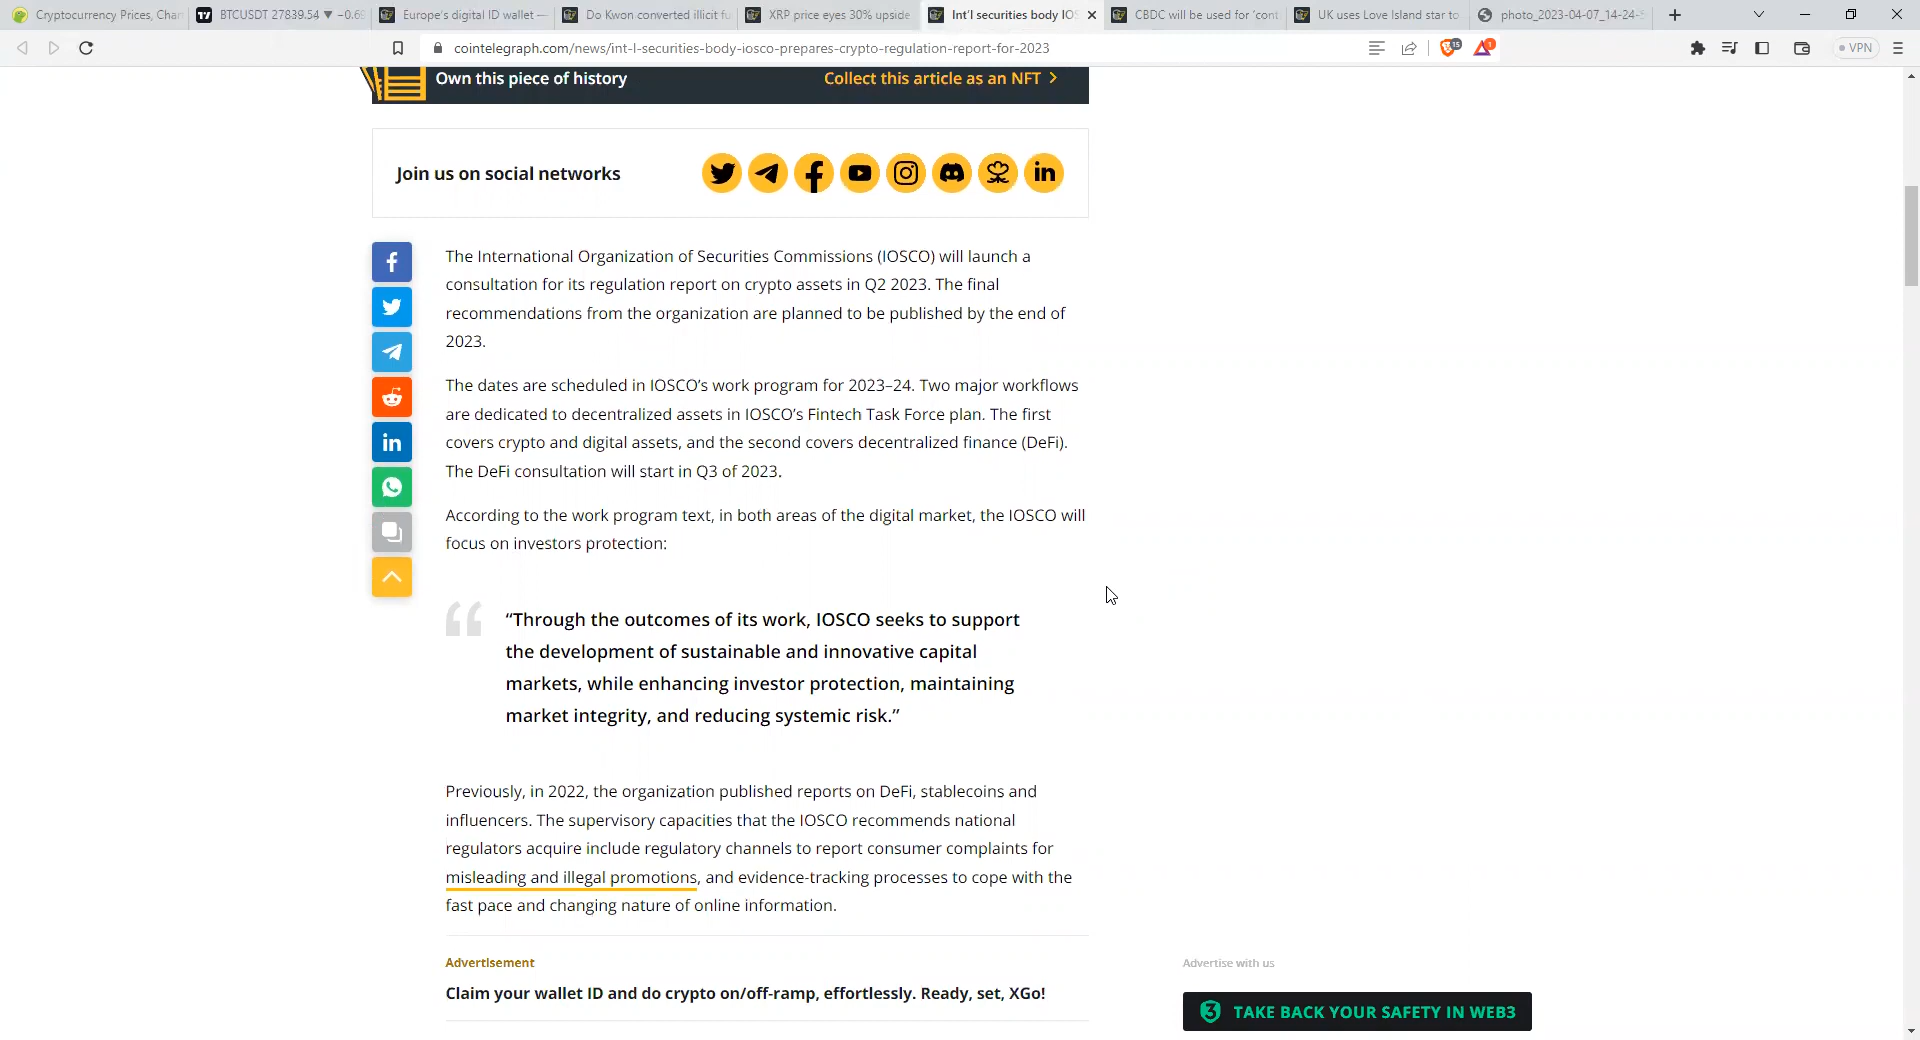 Cryptocurrency Prices, Chan
BTCUSDT 27839.54 ▼ −0.6
Europe's digital ID wallet —
Do Kwon converted illicit fu
XRP price eyes 30% upside
Int'l securities body IOS
CBDC will be used for 'cont
UK uses Love Island star to
photo_2023-04-07_14-24-
cointelegraph.com/news/int-l-securities-body-iosco-prepares-crypto-regulation-report-for-2023
15
1
VPN
Own this piece of history
Collect this article as an NFT >
Join us on social networks
The International Organization of Securities Commissions (IOSCO) will launch a
consultation for its regulation report on crypto assets in Q2 2023. The final
recommendations from the organization are planned to be published by the end of
2023.
The dates are scheduled in IOSCO's work program for 2023–24. Two major workflows
are dedicated to decentralized assets in IOSCO's Fintech Task Force plan. The first
covers crypto and digital assets, and the second covers decentralized finance (DeFi).
The DeFi consultation will start in Q3 of 2023.
According to the work program text, in both areas of the digital market, the IOSCO will
focus on investors protection:
“Through the outcomes of its work, IOSCO seeks to support
the development of sustainable and innovative capital
markets, while enhancing investor protection, maintaining
market integrity, and reducing systemic risk.”
Previously, in 2022, the organization published reports on DeFi, stablecoins and
influencers. The supervisory capacities that the IOSCO recommends national
regulators acquire include regulatory channels to report consumer complaints for
misleading and illegal promotions, and evidence-tracking processes to cope with the
fast pace and changing nature of online information.
Advertisement
Claim your wallet ID and do crypto on/off-ramp, effortlessly. Ready, set, XGo!
Advertise with us
TAKE BACK YOUR SAFETY IN WEB3